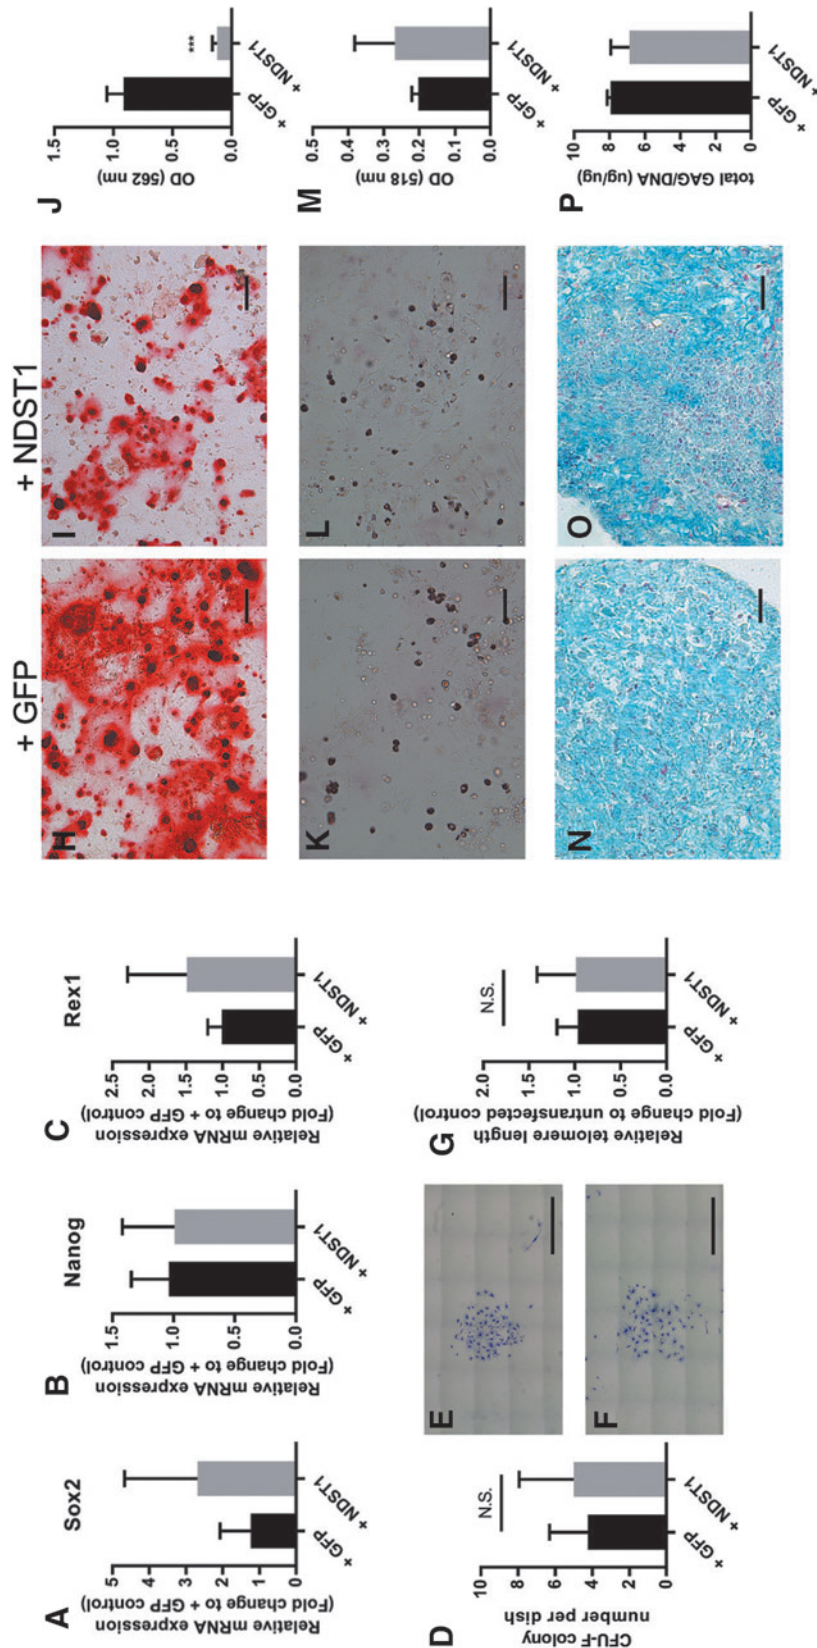 A
Sox2
Relative mRNA expression
(Fold change to + GFP control)
5
4
3
2
1
0
+ GFP
+ NDST1
B
Nanog
Relative mRNA expression
(Fold change to + GFP control)
1.5
1.0
0.5
0.0
+ GFP
+ NDST1
C
Rex1
Relative mRNA expression
(Fold change to + GFP control)
2.5
2.0
1.5
1.0
0.5
0.0
+ GFP
+ NDST1
D
CFU-F colony
number per dish
10
8
6
4
2
0
N.S.
+ GFP
+ NDST1
E
F
G
Relative telomere length
(Fold change to untransfected control)
2.0
1.5
1.0
0.5
0.0
N.S.
+ GFP
+ NDST1
+ GFP
+ NDST1
H
I
J
OD (562 nm)
1.5
1.0
0.5
0.0
***
+ GFP
+ NDST1
K
L
M
OD (518 nm)
0.5
0.4
0.3
0.2
0.1
0.0
+ GFP
+ NDST1
N
O
P
total GAG/DNA (ug/ug)
10
8
6
4
2
0
+ GFP
+ NDST1